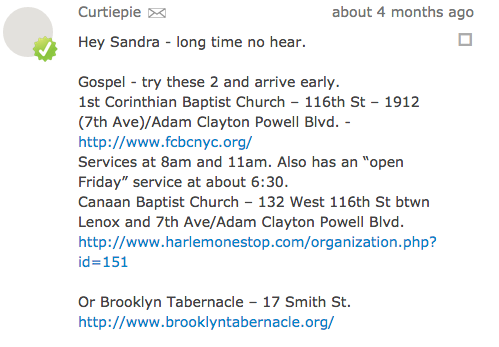 Curtiepie
about 4 months ago
Hey Sandra - long time no hear.
Gospel - try these 2 and arrive early.
1st Corinthian Baptist Church – 116th St – 1912
(7th Ave)/Adam Clayton Powell Blvd. -
http://www.fcbcnyc.org/
Services at 8am and 11am. Also has an “open
Friday” service at about 6:30.
Canaan Baptist Church – 132 West 116th St btwn
Lenox and 7th Ave/Adam Clayton Powell Blvd.
http://www.harlemonestop.com/organization.php?
id=151
Or Brooklyn Tabernacle – 17 Smith St.
http://www.brooklyntabernacle.org/